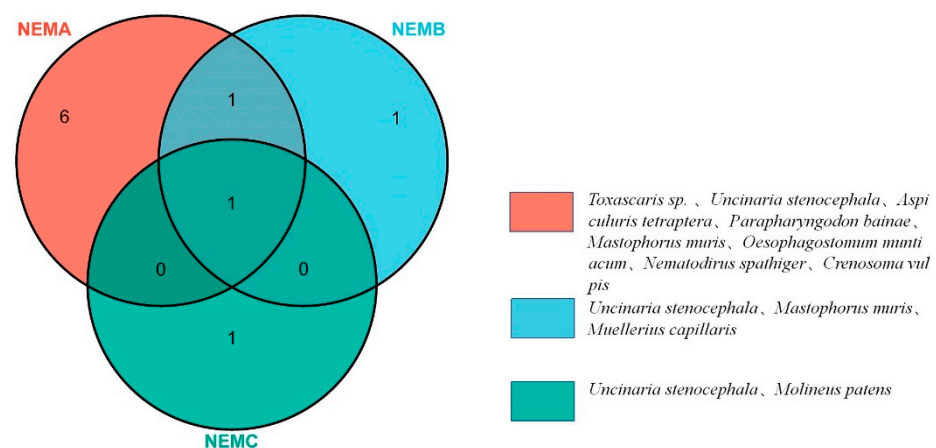 NEMA
NEMB
6
1
1
1
0
0
1
NEMC
Toxascaris sp. 、Uncinaria stenocephala、Aspi
culuris tetraptera、Parapharyngodon bainae、
Mastophorus muris、Oesophagostomum munti
acum、Nematodirus spathiger、Crenosoma vul
pis
Uncinaria stenocephala、Mastophorus muris、
Muellerius capillaris
Uncinaria stenocephala、Molineus patens